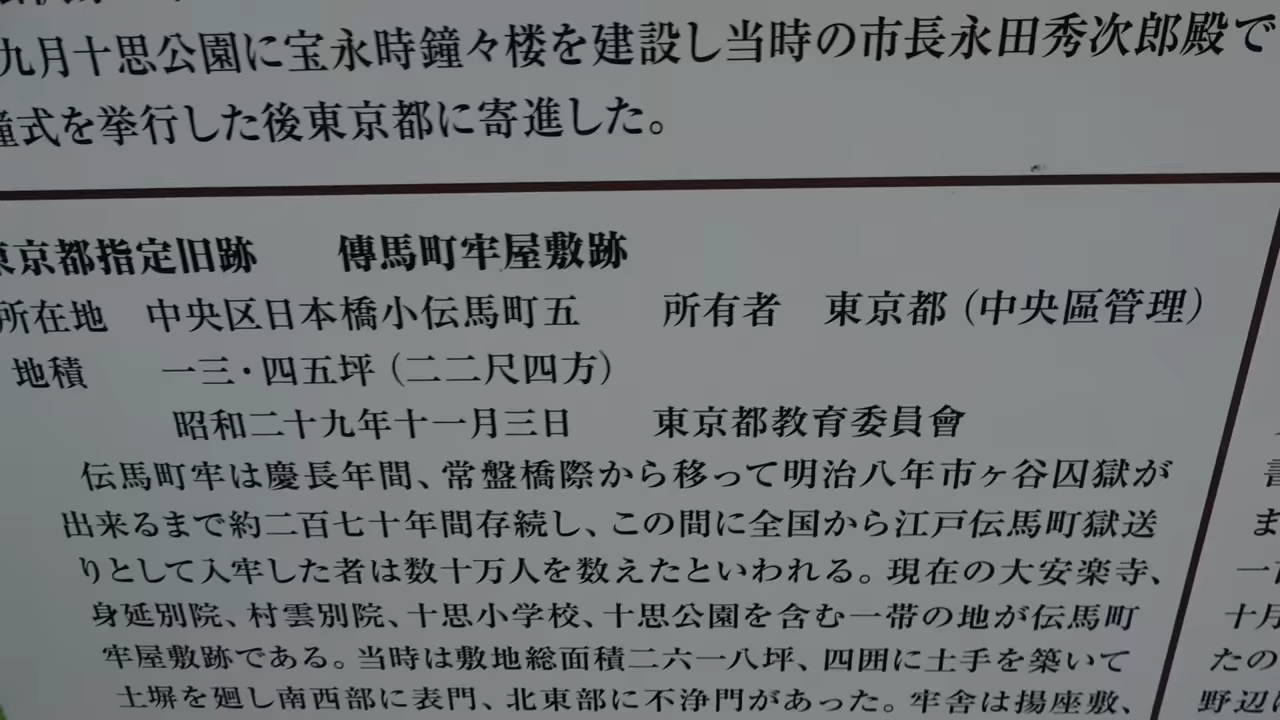 九月十思公園に宝永時鐘々楼を建設し当時の市長永田秀次郎殿で
鐘式を挙行した後東京都に寄進した。
東京都指定旧跡　傳馬町牢屋敷跡
所在地　中央区日本橋小伝馬町五　所有者　東京都（中央區管理）
地積　一三・四五坪（二二尺四方）
昭和二十九年十一月三日　東京都教育委員會
伝馬町牢は慶長年間、常盤橋際から移って明治八年市ヶ谷囚獄が
出来るまで約二百七十年間存続し、この間に全国から江戸伝馬町獄送
りとして入牢した者は数十万人を数えたといわれる。現在の大安楽寺、
身延別院、村雲別院、十思小学校、十思公園を含む一帯の地が伝馬町
牢屋敷跡である。当時は敷地総面積二六一八坪、四囲に土手を築いて
土塀を廻し南西部に表門、北東部に不浄門があった。牢舎は揚座敷、
ま
一
十月
たの
野辺